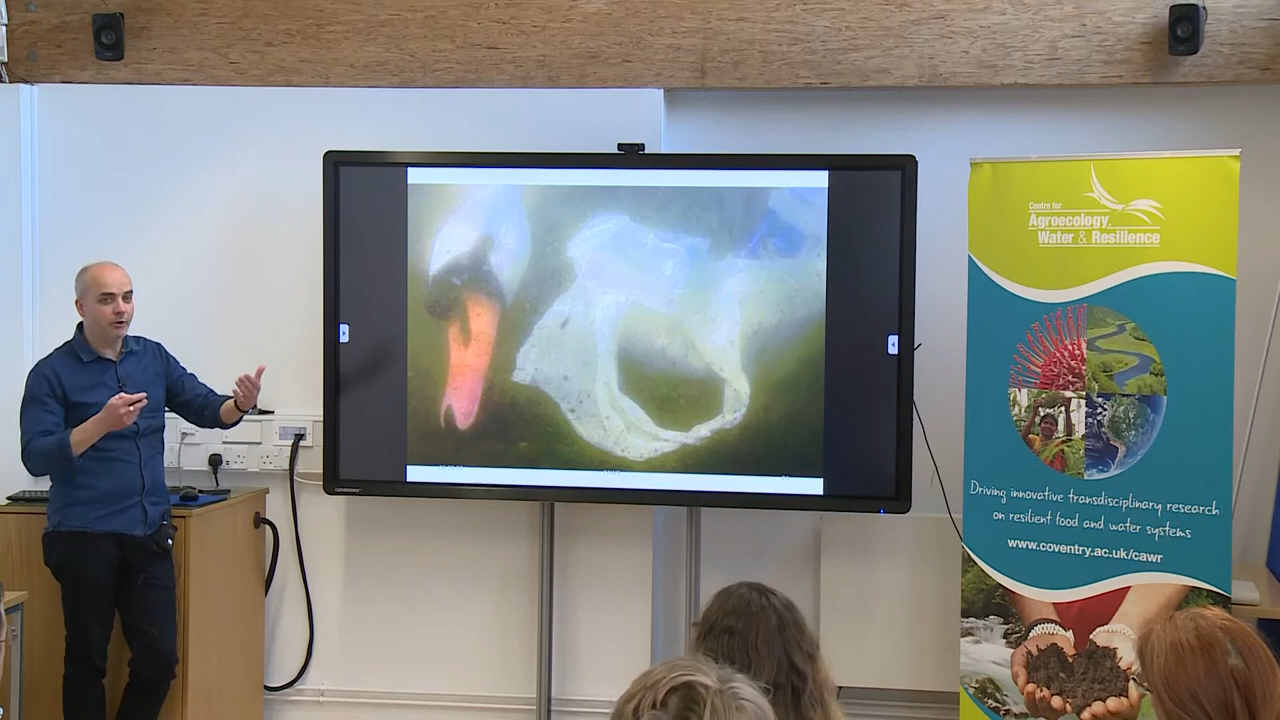 Centre for
Agroecology,
Water & Resilience
Driving innovative transdisciplinary research
on resilient food and water systems
www.coventry.ac.uk/cawr